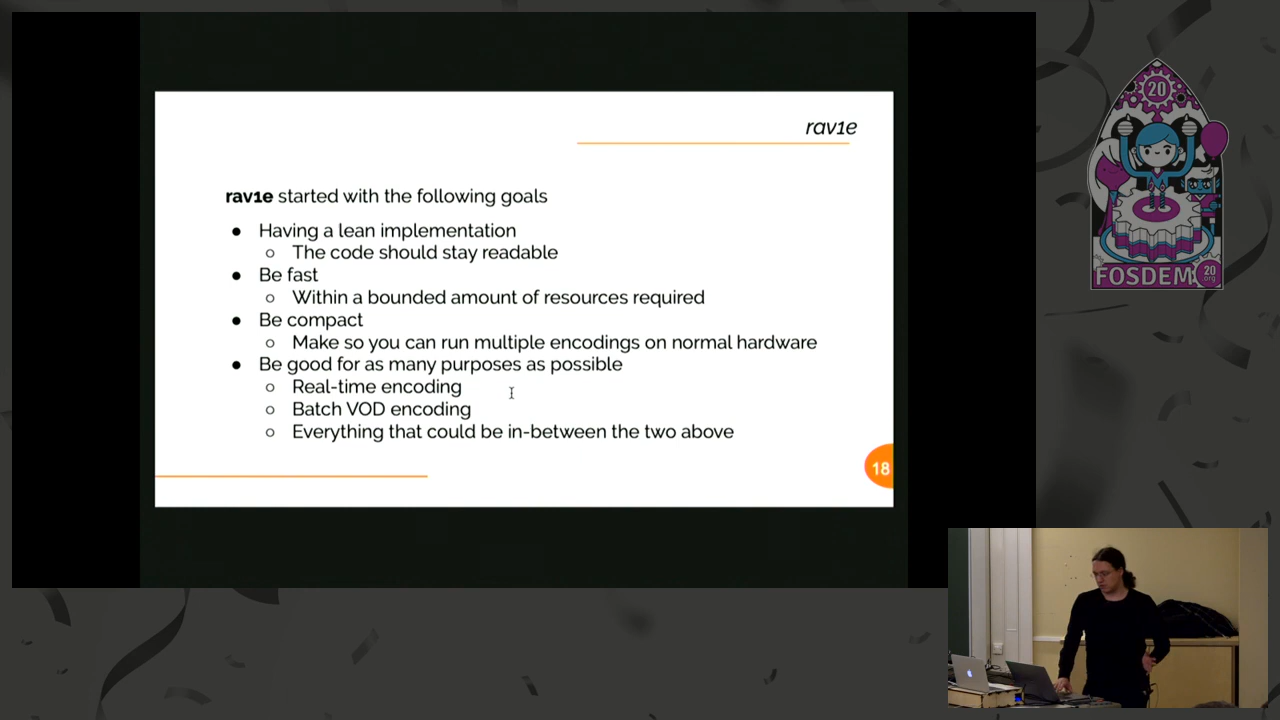 rav1e
rav1e started with the following goals
● Having a lean implementation
○ The code should stay readable
● Be fast
○ Within a bounded amount of resources required
● Be compact
○ Make so you can run multiple encodings on normal hardware
● Be good for as many purposes as possible
○ Real-time encoding
○ Batch VOD encoding
○ Everything that could be in-between the two above
18
20
FOSDEM
20
.org